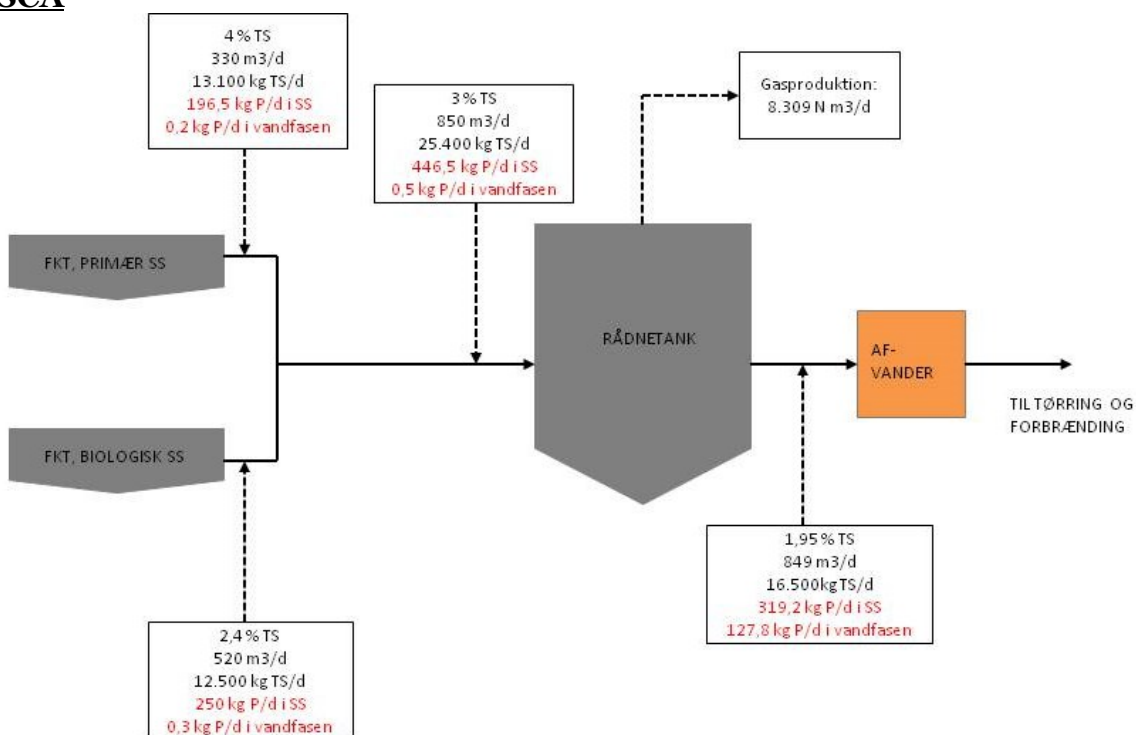 SCA
4 % TS
330 m3/d
13.100 kg TS/d
196,5 kg P/d i SS
0,2 kg P/d i vandfasen
3 % TS
850 m3/d
25.400 kg TS/d
446,5 kg P/d i SS
0,5 kg P/d i vandfasen
Gasproduktion:
8.309 N m3/d
FKT, PRIMÆR SS
RÅDNETANK
AF-
VANDER
TIL TØRRING OG
FORBRÆNDING
FKT, BIOLOGISK SS
2,4 % TS
520 m3/d
12.500 kg TS/d
250 kg P/d i SS
0,3 kg P/d i vandfasen
1,95 % TS
849 m3/d
16.500kg TS/d
319,2 kg P/d i SS
127,8 kg P/d i vandfasen